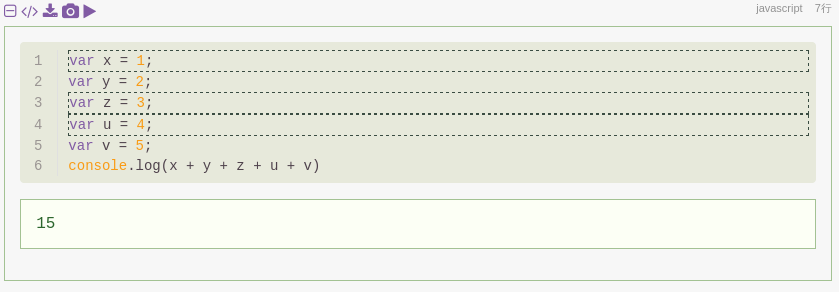 javascript 7行
1 var x = 1;
2 var y = 2;
3 var z = 3;
4 var u = 4;
5 var v = 5;
6 console.log(x + y + z + u + v)
15